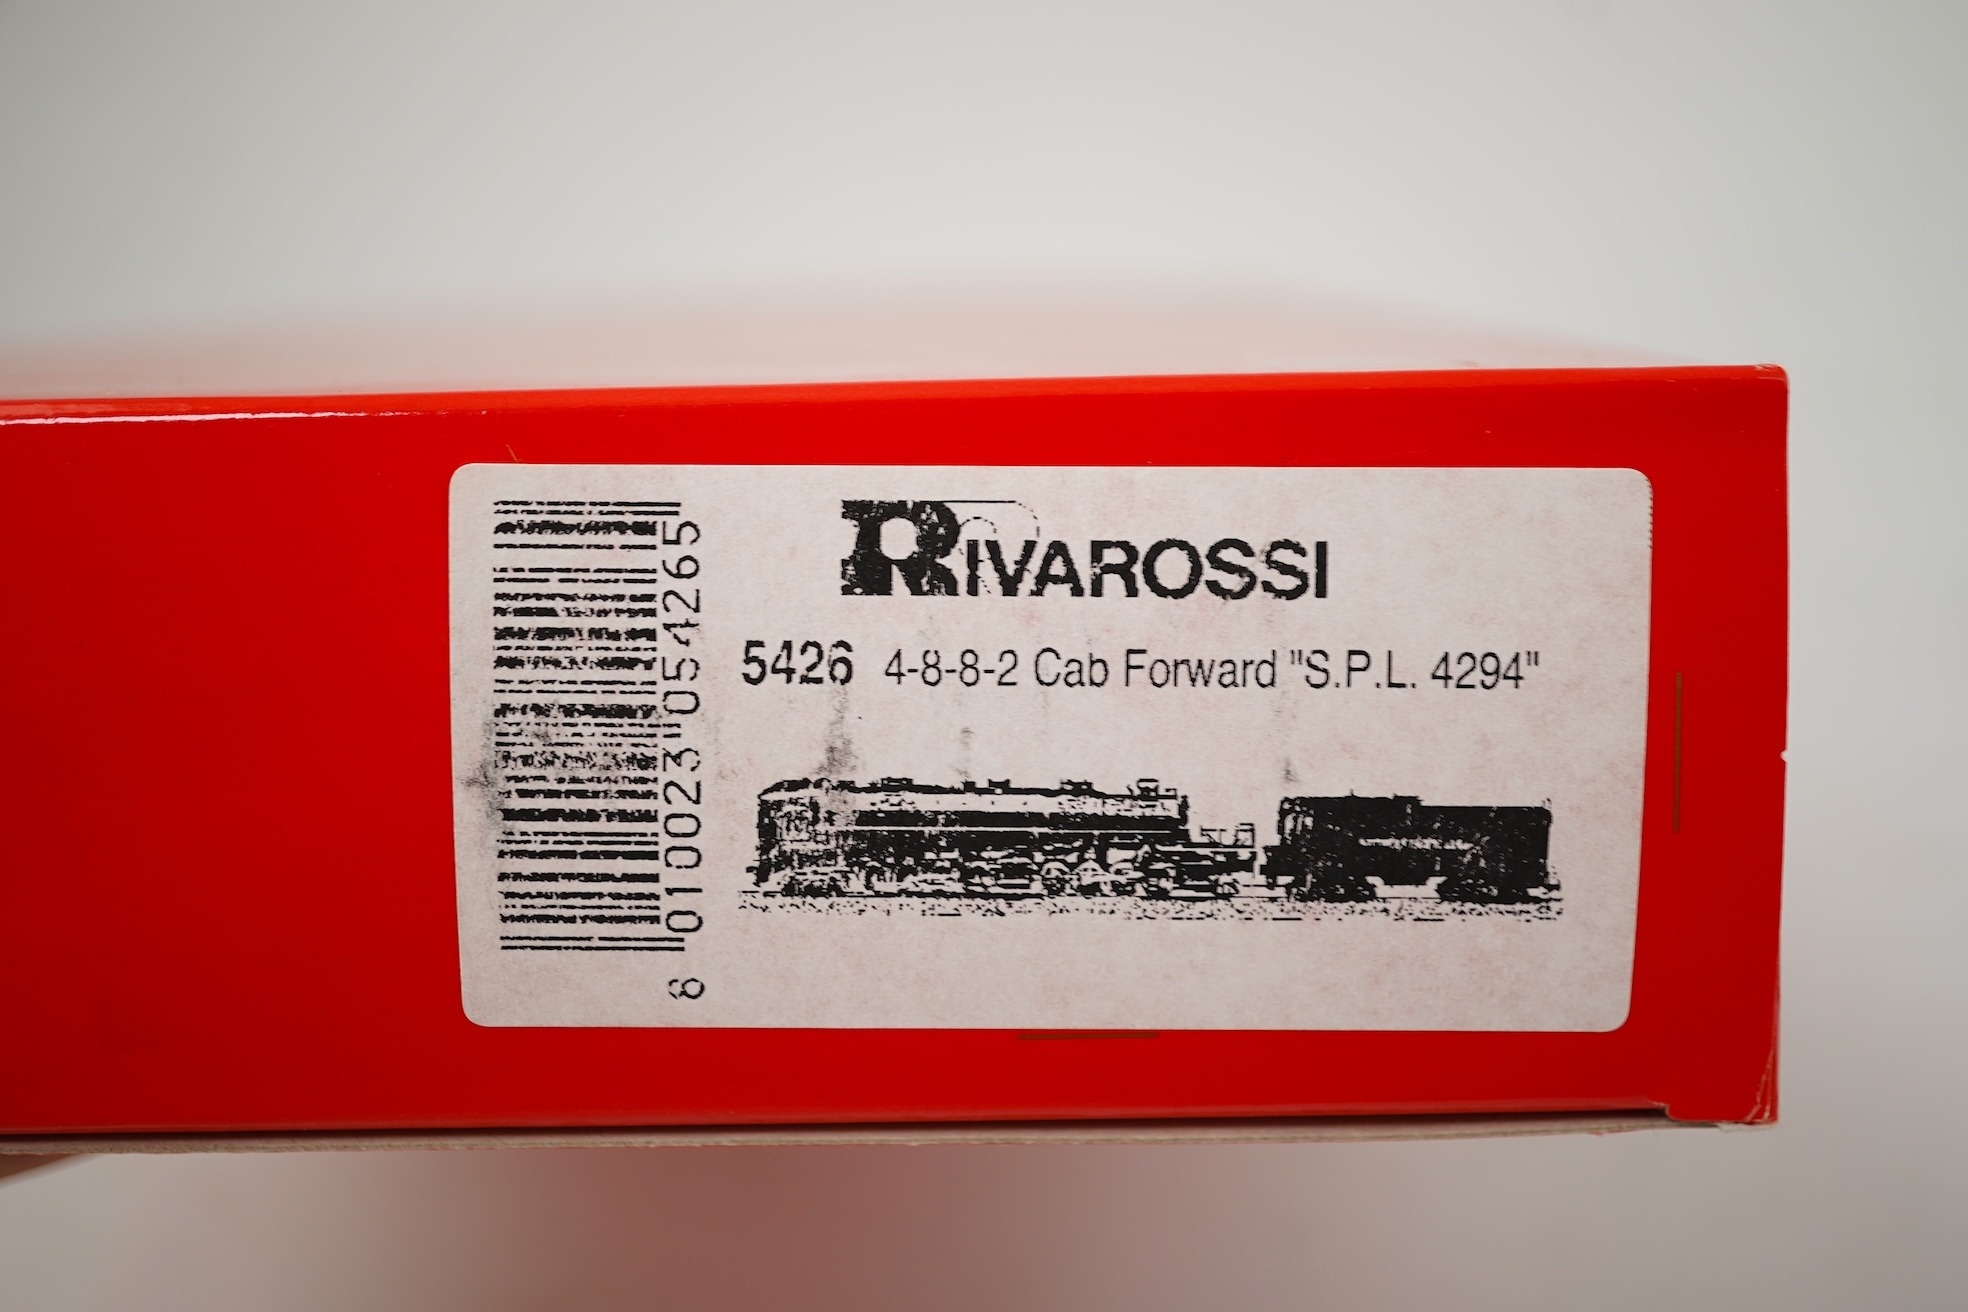 RIVAROSSI
5426 4-8-8-2 Cab Forward "S.P.L. 4294"
8 010023 054265